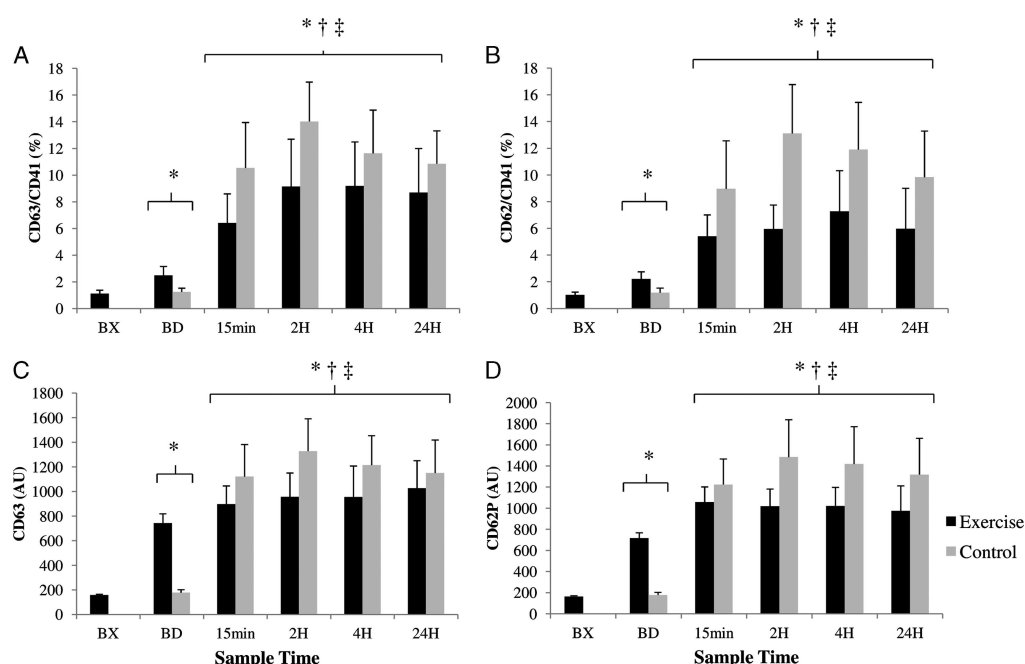 * † ‡
* † ‡
A
B
CD63/CD41 (%)
18
16
14
12
10
8
6
4
2
0
*
BX BD 15min 2H 4H 24H
CD62/CD41 (%)
18
16
14
12
10
8
6
4
2
0
*
BX BD 15min 2H 4H 24H
C
* † ‡
CD63 (AU)
1800
1600
1400
1200
1000
800
600
400
200
0
*
BX BD 15min 2H 4H 24H
Sample Time
D
* † ‡
CD62P (AU)
2000
1800
1600
1400
1200
1000
800
600
400
200
0
*
BX BD 15min 2H 4H 24H
Sample Time
Exercise
Control